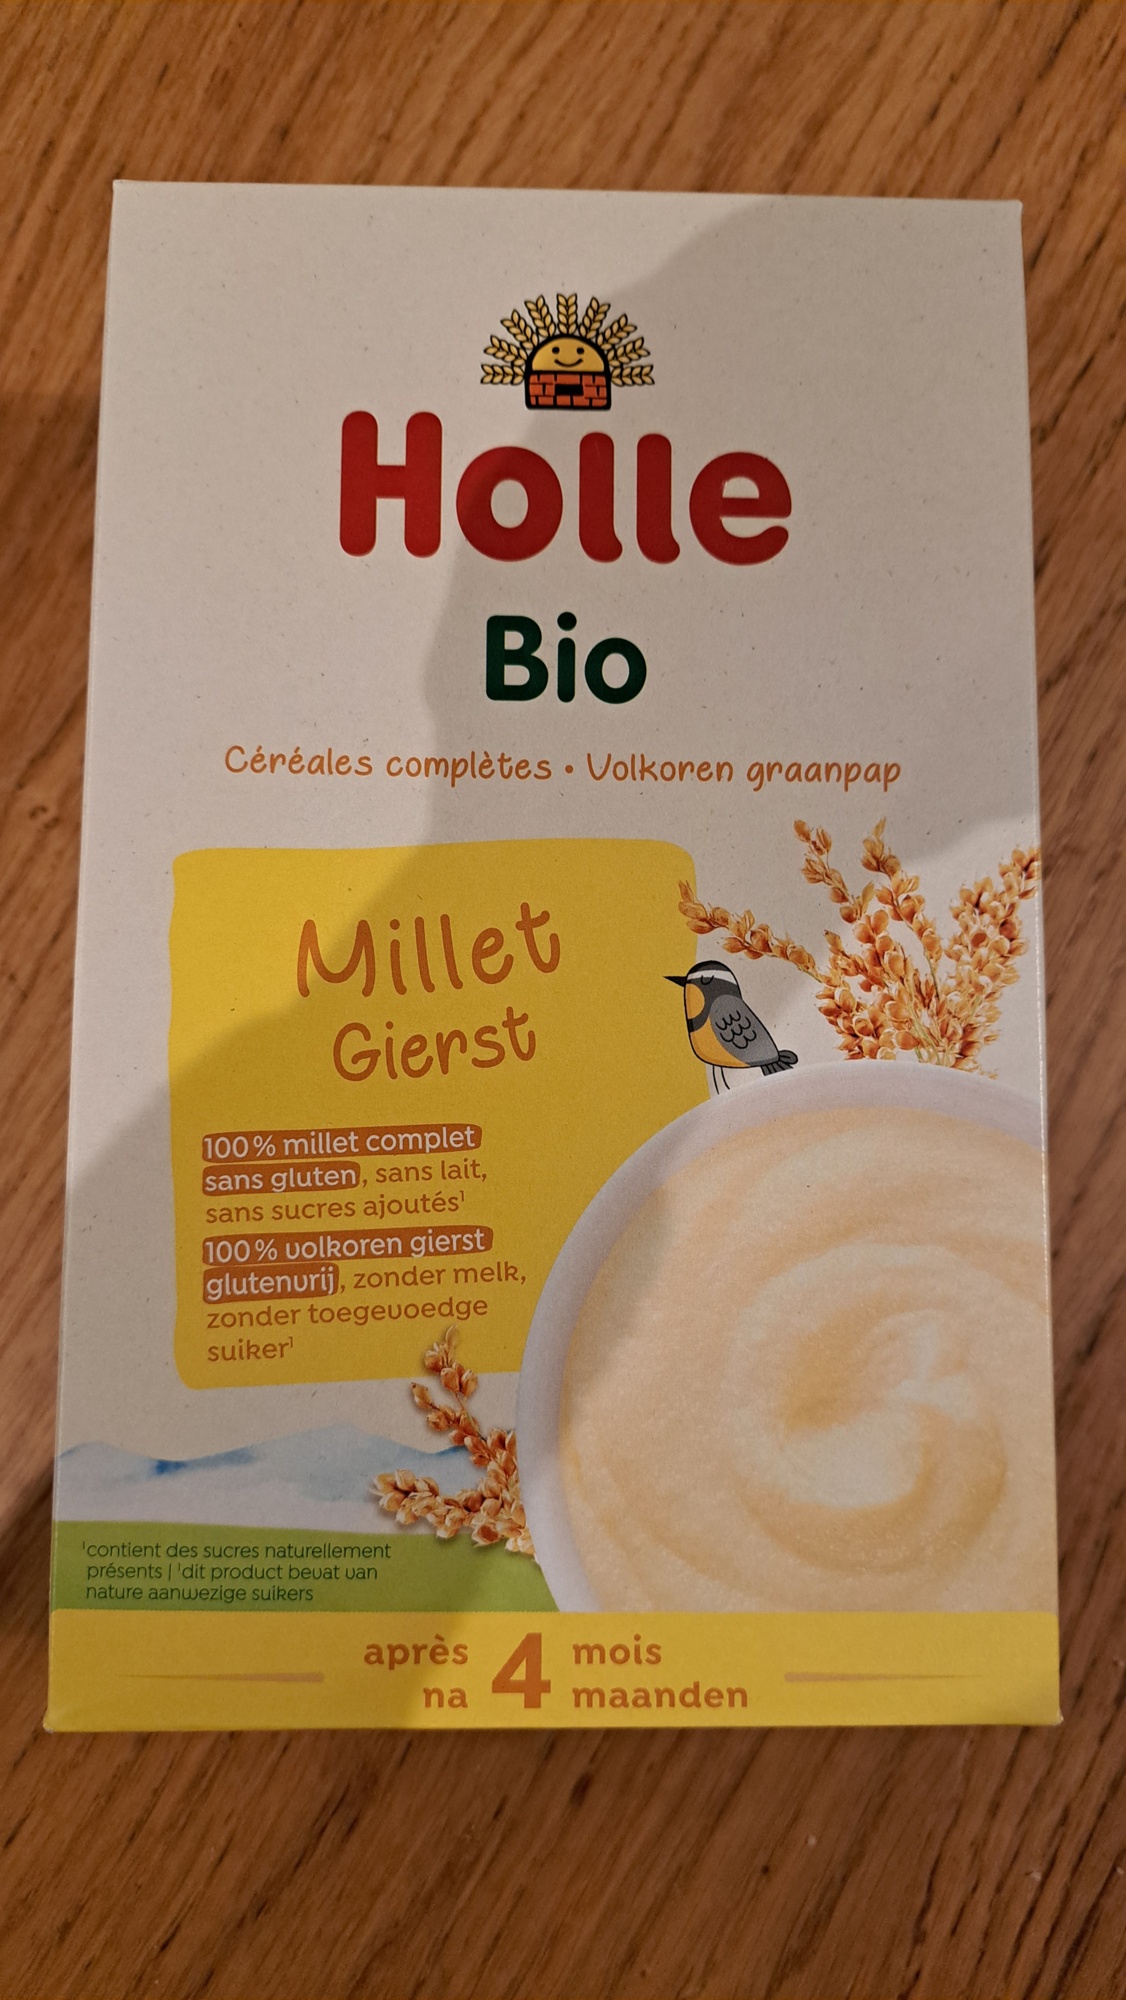 Holle
Bio
Céréales complètes • Volkoren graanpap
Millet
Gierst
100% millet complet
sans gluten, sans lait,
sans sucres ajoutés¹
100% volkoren gierst
glutenvrij, zonder melk,
zonder toegevoedge
suiker¹
¹contient des sucres naturellement
présents | ¹dit product bevat van
nature aanwezige suikers
après 4 mois
na maanden